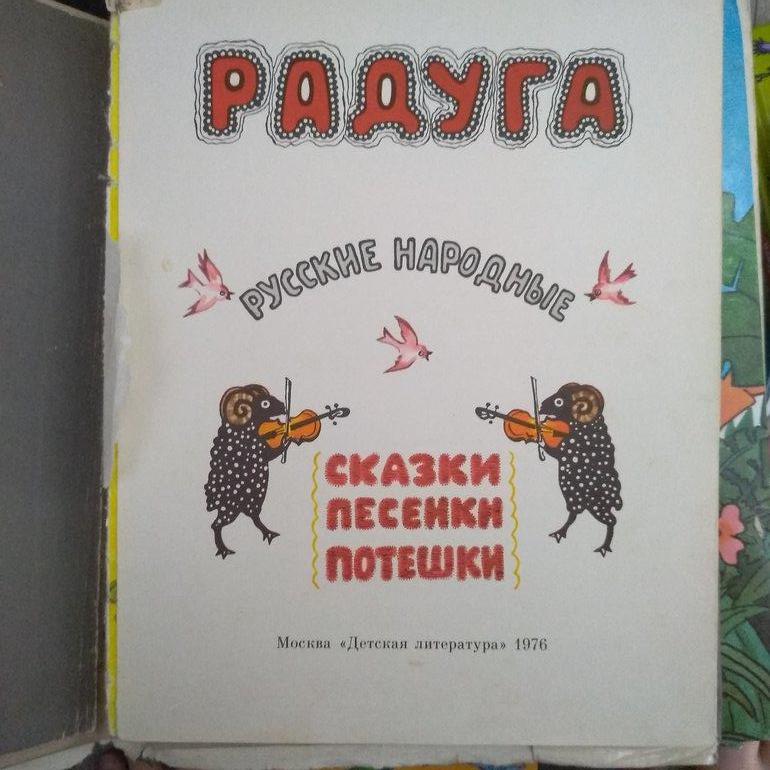 РАДУГА
РУССКИЕ НАРОДНЫЕ
СКАЗКИ
ПЕСЕНКИ
ПОТЕШКИ
Москва «Детская литература» 1976